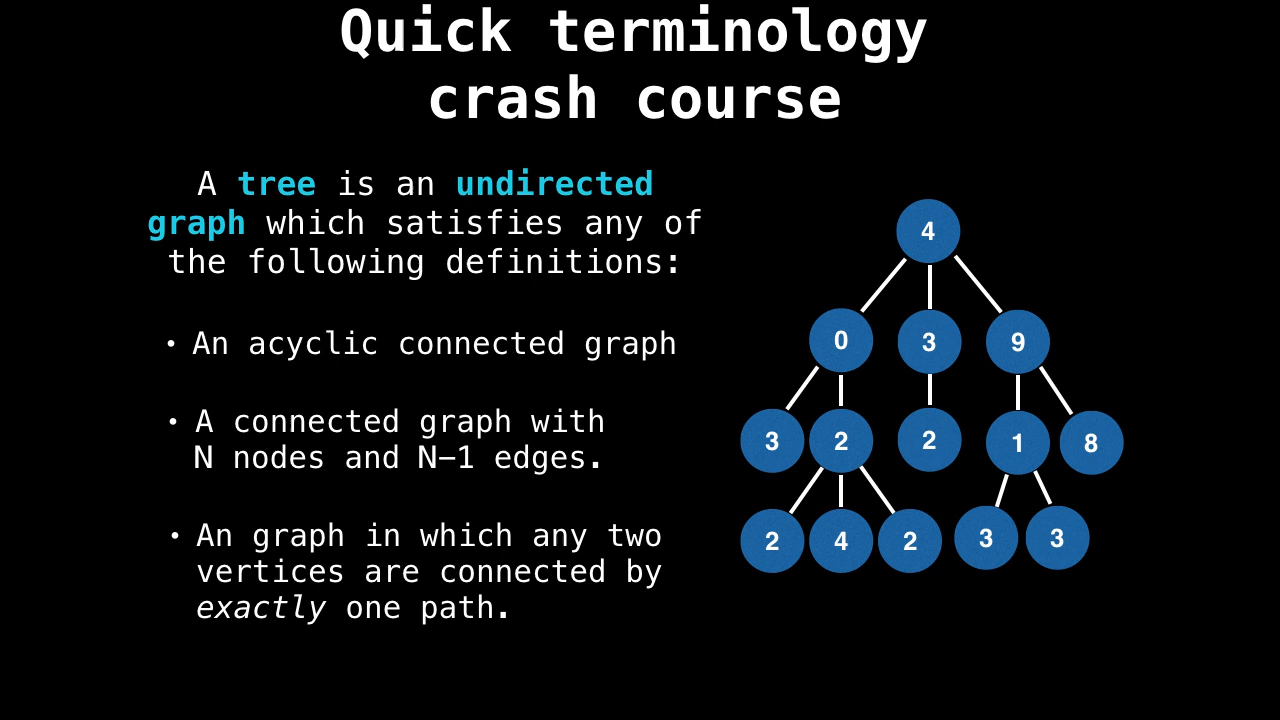 Quick terminology
crash course
A tree is an undirected
graph which satisfies any of
the following definitions:
• An acyclic connected graph
• A connected graph with
N nodes and N−1 edges.
• An graph in which any two
vertices are connected by
exactly one path.
4
0 3 9
3 2 2 1 8
2 4 2 3 3